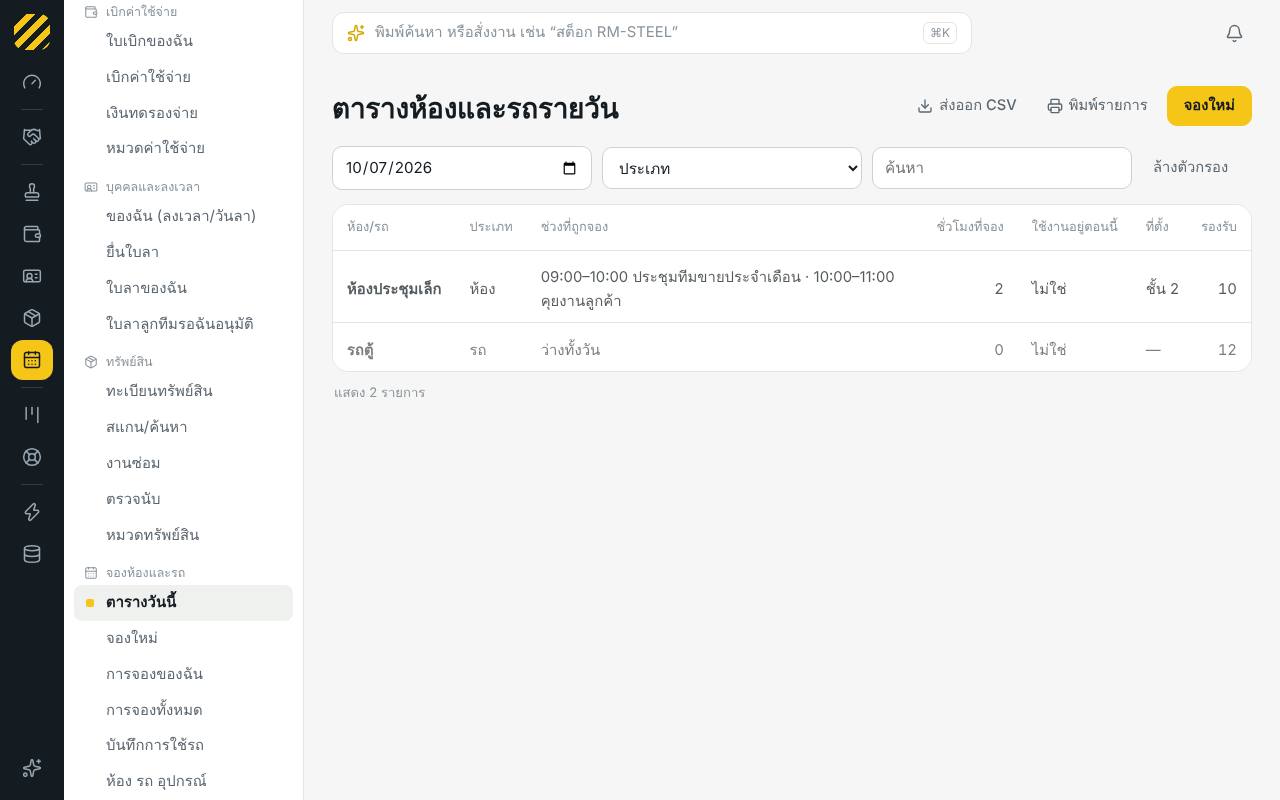 เบิกค่าใช้จ่าย
ใบเบิกของฉัน
เบิกค่าใช้จ่าย
เงินทดรองจ่าย
หมวดค่าใช้จ่าย
บุคคลและลงเวลา
ของฉัน (ลงเวลา/วันลา)
ยื่นใบลา
ใบลาของฉัน
ใบลาลูกทีมรอฉันอนุมัติ
ทรัพย์สิน
ทะเบียนทรัพย์สิน
สแกน/ค้นหา
งานซ่อม
ตรวจนับ
หมวดทรัพย์สิน
จองห้องและรถ
ตารางวันนี้
จองใหม่
การจองของฉัน
การจองทั้งหมด
บันทึกการใช้รถ
ห้อง รถ อุปกรณ์
พิมพ์ค้นหา หรือสั่งงาน เช่น “สต็อก RM-STEEL” ⌘K
ตารางห้องและรถรายวัน
ส่งออก CSV พิมพ์รายการ จองใหม่
10/07/2026 ประเภท ค้นหา ล้างตัวกรอง
ห้อง/รถ ประเภท ช่วงที่ถูกจอง ชั่วโมงที่จอง ใช้งานอยู่ตอนนี้ ที่ตั้ง รองรับ
ห้องประชุมเล็ก ห้อง 09:00–10:00 ประชุมทีมขายประจำเดือน · 10:00–11:00 2 ไม่ใช่ ชั้น 2 10
คุยงานลูกค้า
รถตู้ รถ ว่างทั้งวัน 0 ไม่ใช่ — 12
แสดง 2 รายการ